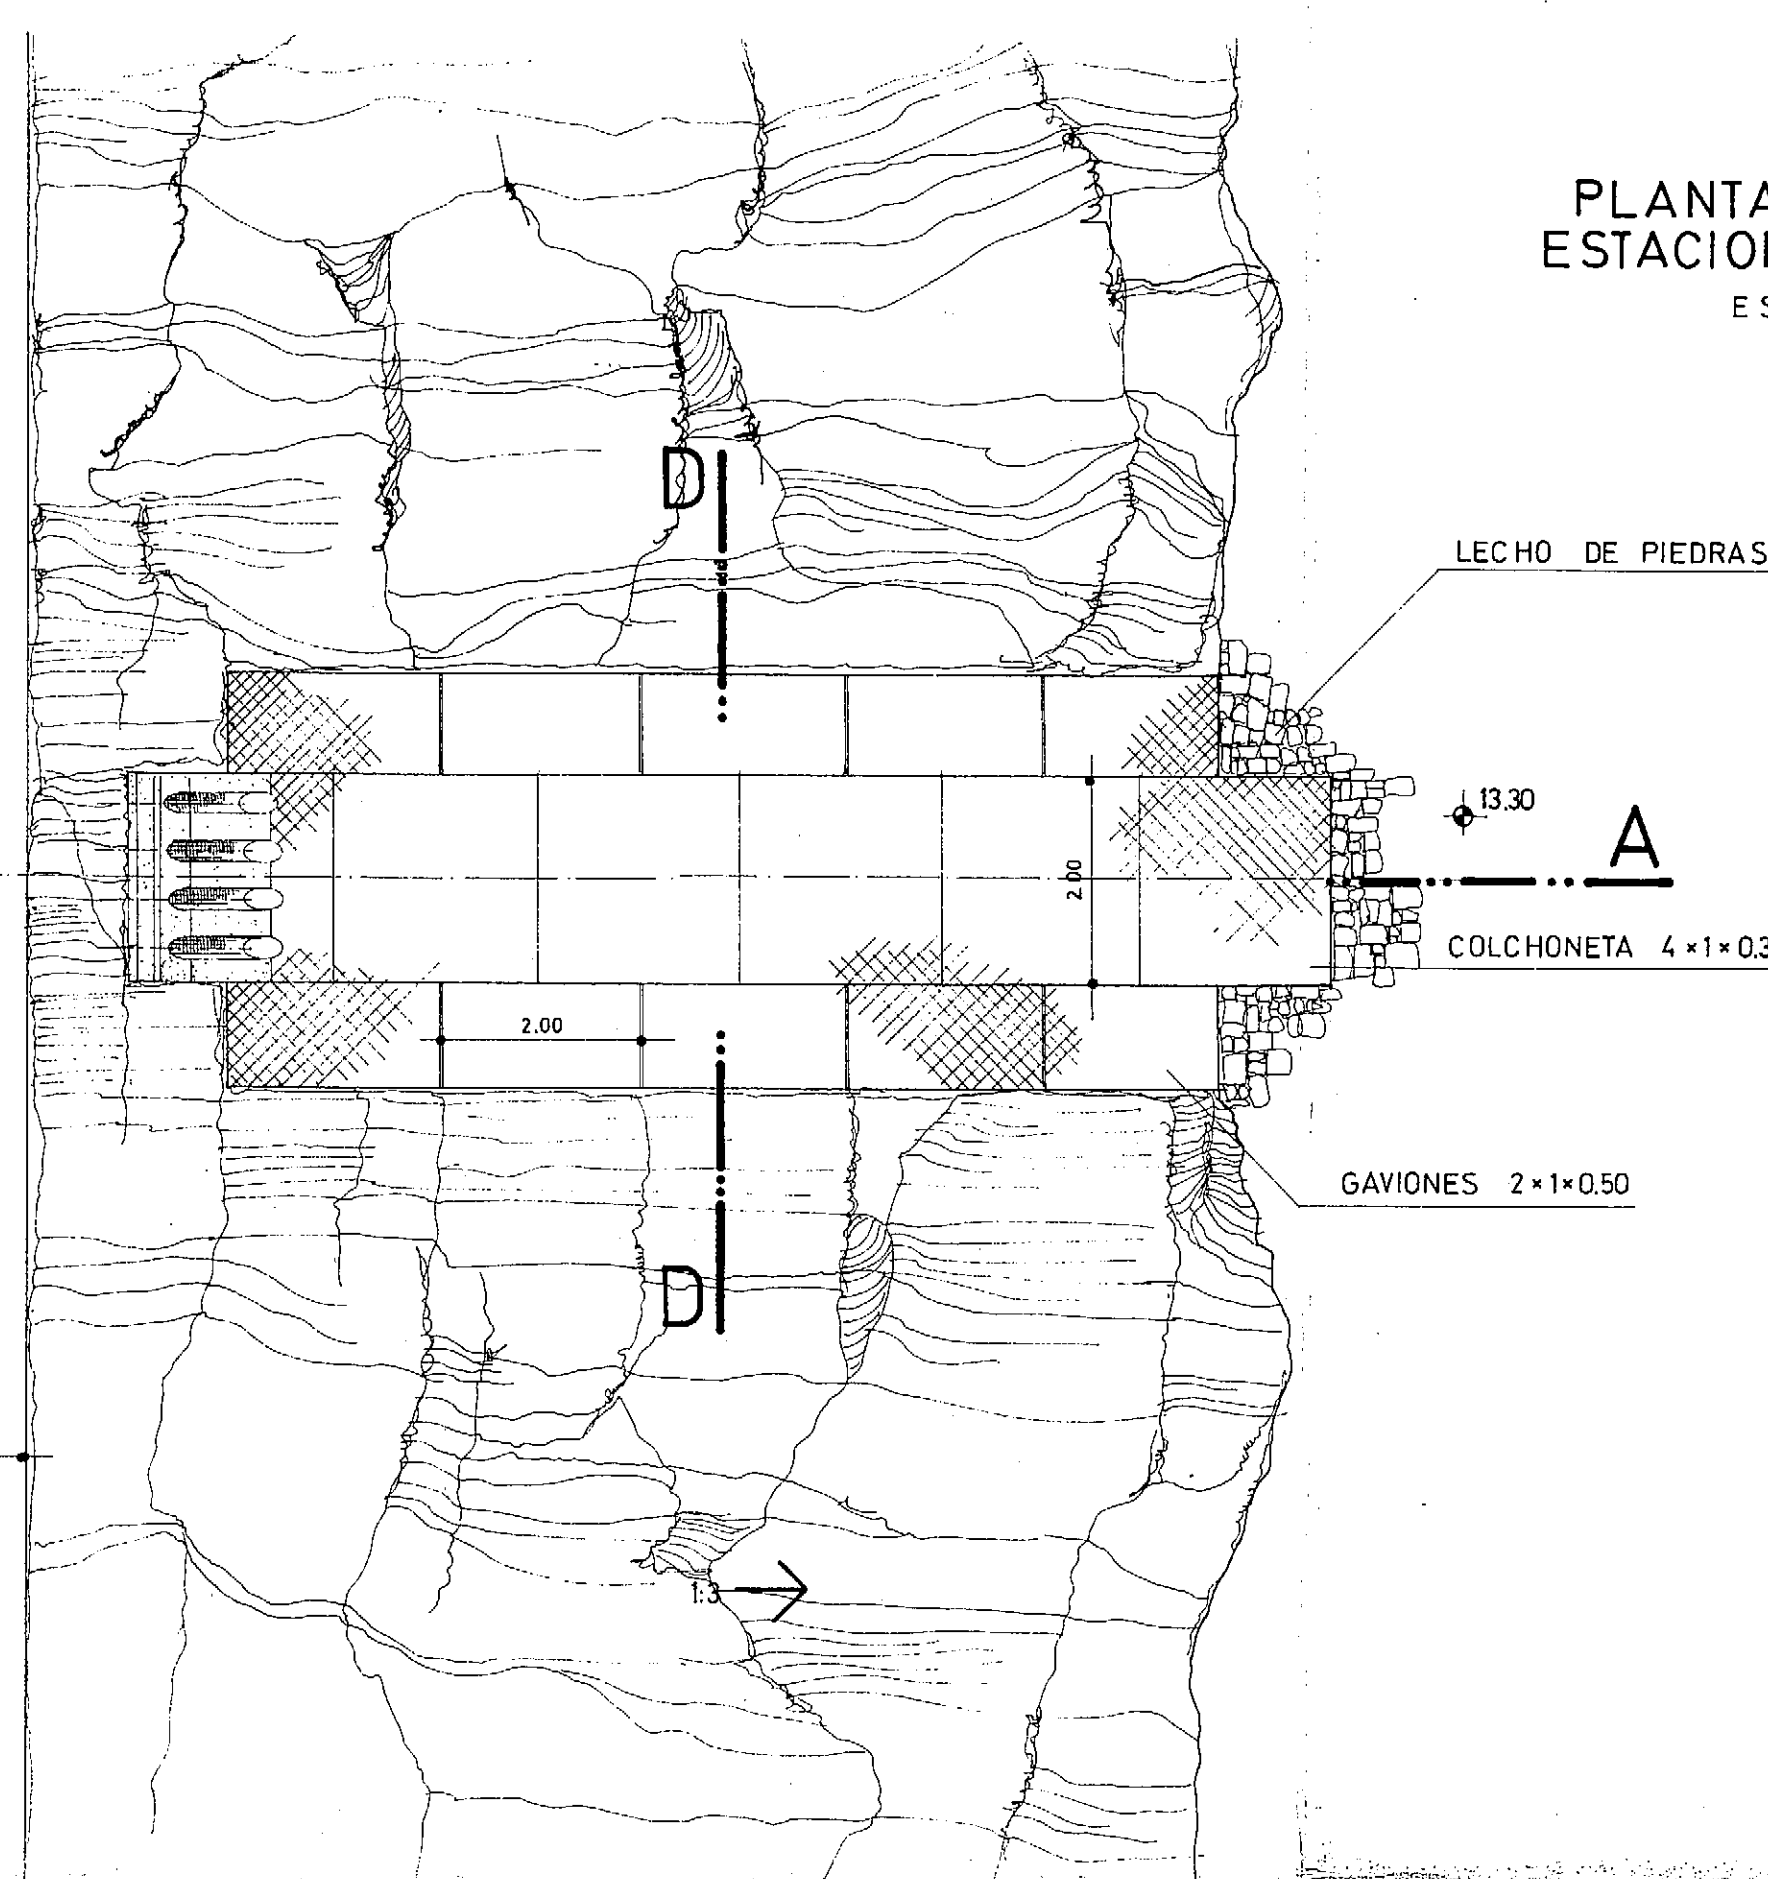 PLANTA
ESTACION
ES
D
LECHO DE PIEDRAS
13.30
A
2.00
COLCHONETA 4×1×0.3
2.00
GAVIONES 2×1×0.50
D
1:3